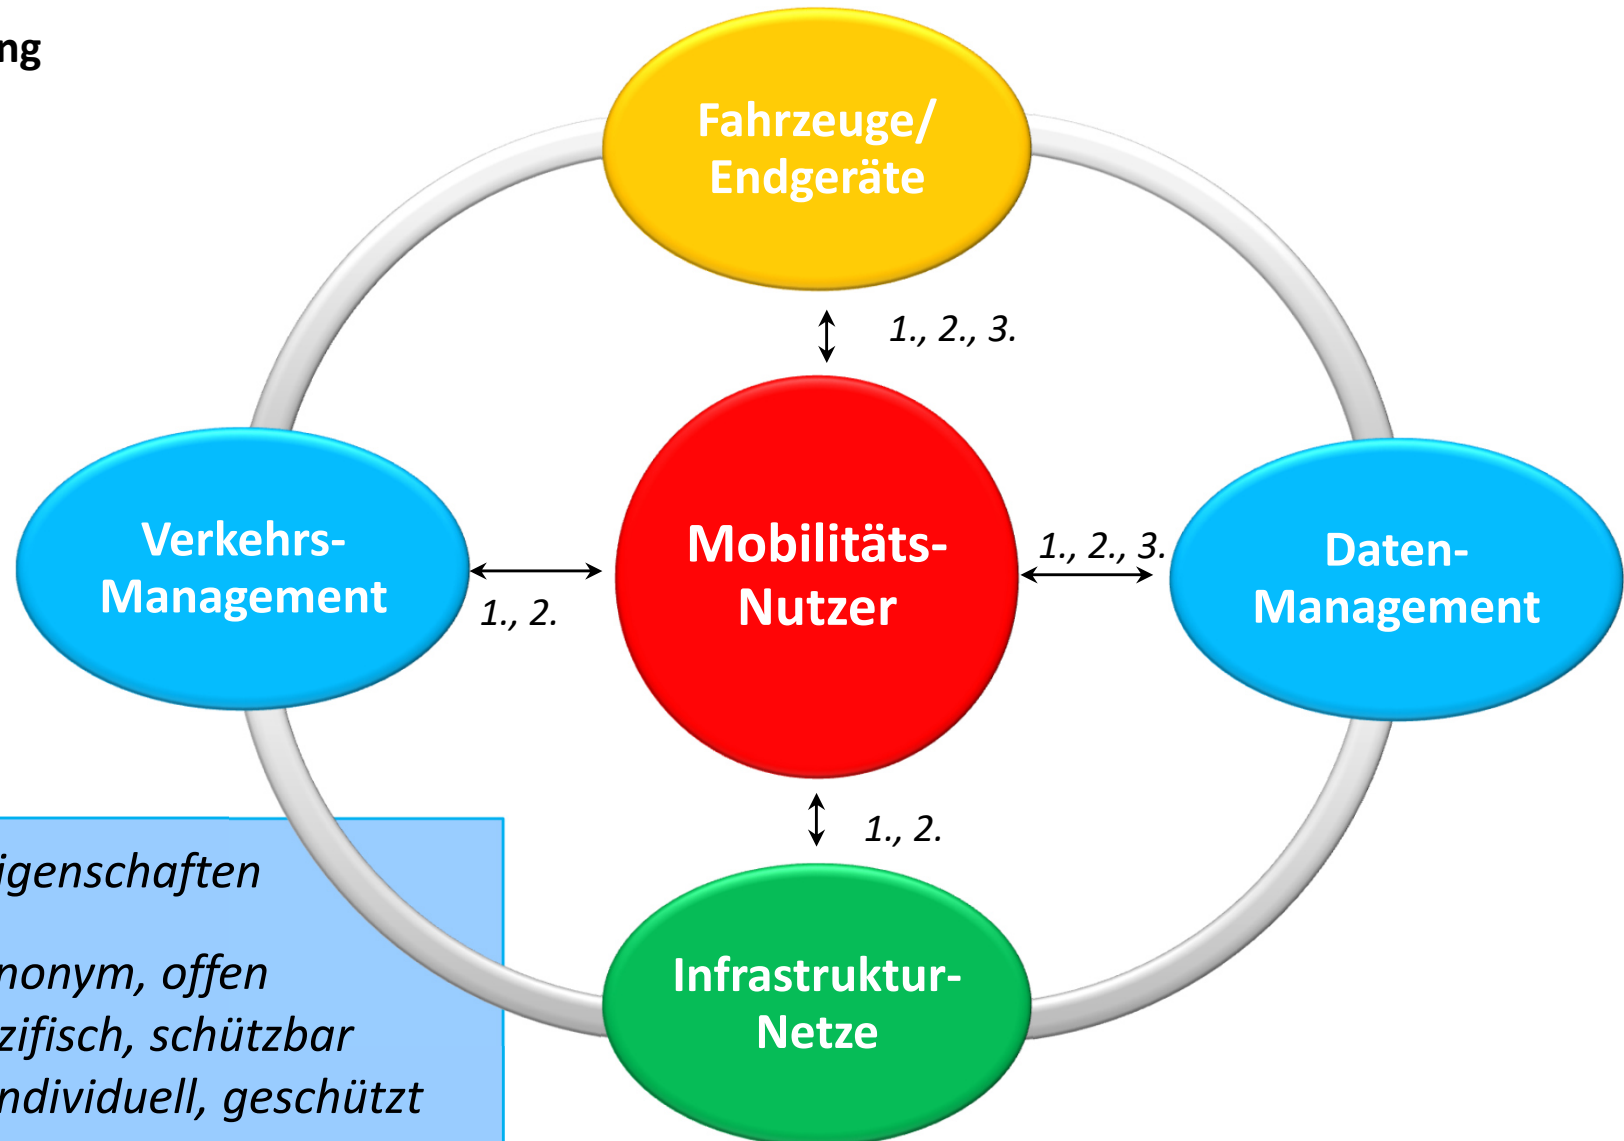 ng
Fahrzeuge/
Endgeräte
1., 2., 3.
Verkehrs-
Management
1., 2.
Mobilitäts-
Nutzer
1., 2., 3.
Daten-
Management
1., 2.
Infrastruktur-
Netze
igenschaften
nonym, offen
zifisch, schützbar
ndividuell, geschützt